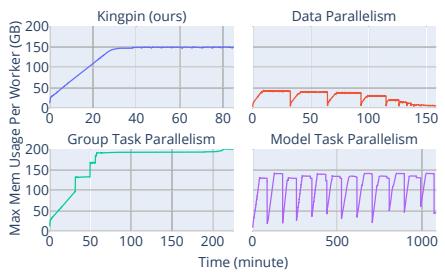 Kingpin (ours)
Data Parallelism
200
150
100
50
0
0 20 40 60 80
0 50 100 150
Group Task Parallelism
Model Task Parallelism
200
150
100
50
0
0 50 100 150 200
0 500 1000
Max Mem Usage Per Worker (GB)
Time (minute)